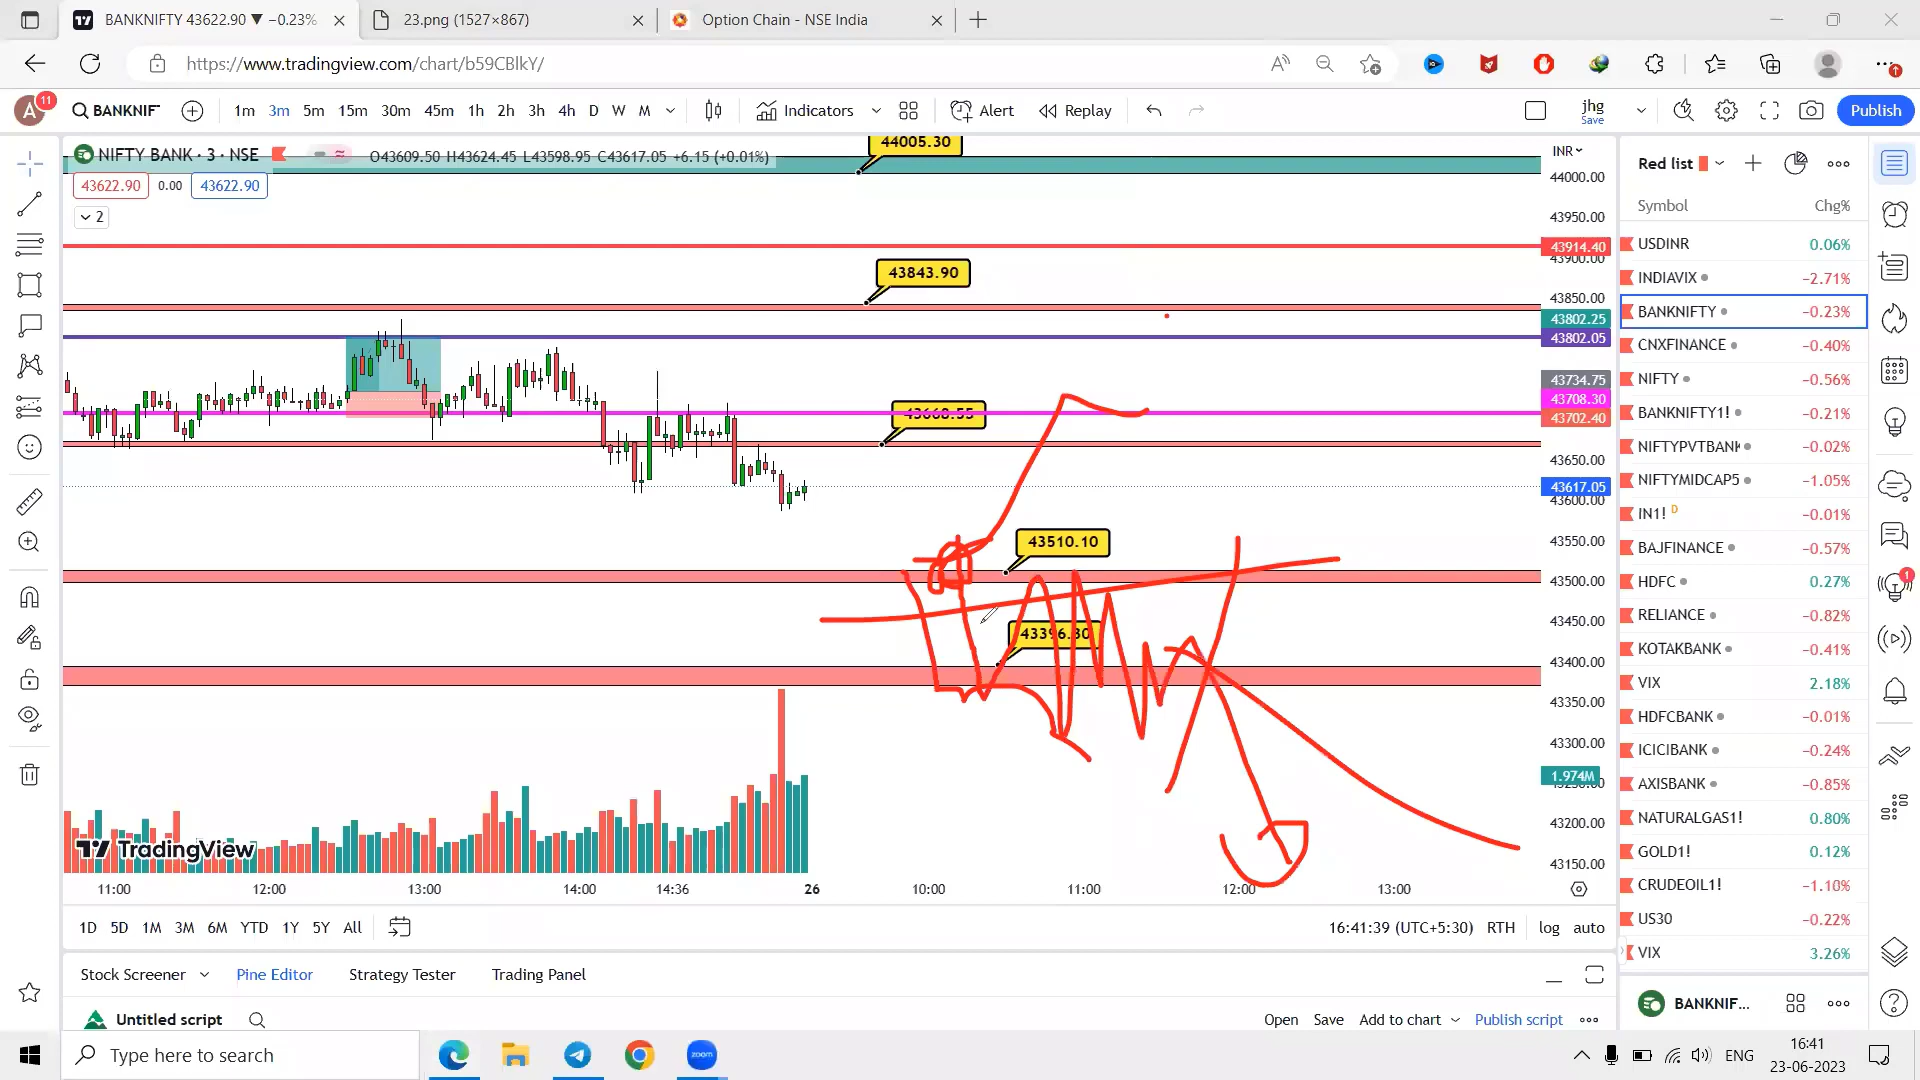 BANKNIFTY 43622.90 ▼ −0.23%
23.png (1527×867)
Option Chain - NSE India
https://www.tradingview.com/chart/b59CBlkY/
A 11
BANKNIF
1m 3m 5m 15m 30m 45m 1h 2h 3h 4h D W M
Indicators
Alert
Replay
jhg
Save
Publish
NIFTY BANK · 3 · NSE
O43609.50 H43624.45 L43598.95 C43617.05 +6.15 (+0.01%)
43622.90 0.00 43622.90
2
44005.30
43843.90
43668.55
43510.10
43396.80
INR
44000.00
43950.00
43914.40
43900.00
43850.00
43802.25
43802.05
43734.75
43708.30
43702.40
43650.00
43617.05
43600.00
43550.00
43500.00
43450.00
43400.00
43350.00
43300.00
1.974M
43200.00
43150.00
TradingView
11:00 12:00 13:00 14:00 14:36 26 10:00 11:00 12:00 13:00
1D 5D 1M 3M 6M YTD 1Y 5Y All
16:41:39 (UTC+5:30) RTH log auto
Stock Screener Pine Editor Strategy Tester Trading Panel
Untitled script
Open Save Add to chart Publish script
Red list
Symbol Chg%
USDINR 0.06%
INDIAVIX −2.71%
BANKNIFTY −0.23%
CNXFINANCE −0.40%
NIFTY −0.56%
BANKNIFTY1! −0.21%
NIFTYPVTBANK −0.02%
NIFTYMIDCAP5 −1.05%
IN1! D −0.01%
BAJFINANCE −0.57%
HDFC 0.27%
RELIANCE −0.82%
KOTAKBANK −0.41%
VIX 2.18%
HDFCBANK −0.01%
ICICIBANK −0.24%
AXISBANK −0.85%
NATURALGAS1! 0.80%
GOLD1! 0.12%
CRUDEOIL1! −1.10%
US30 −0.22%
VIX 3.26%
BANKNIF...
1
Type here to search
zoom
ENG
16:41
23-06-2023